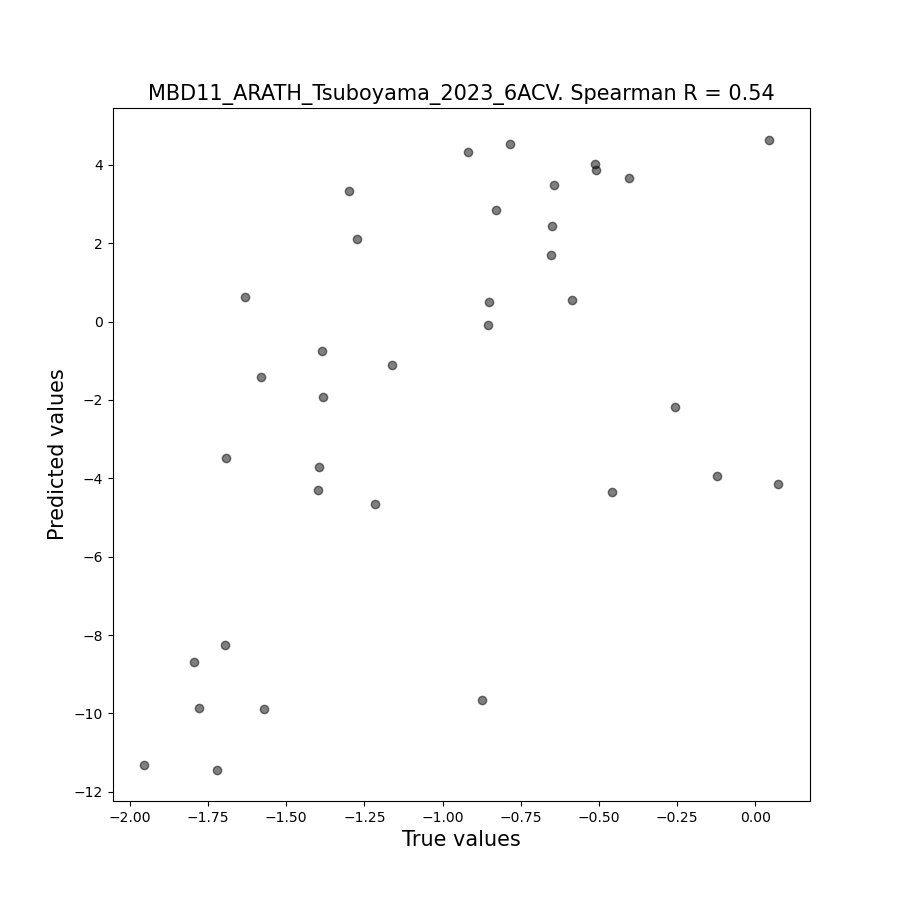 MBD11_ARATH_Tsuboyama_2023_6ACV. Spearman R = 0.54
4
2
0
−2
−4
−6
−8
−10
−12
Predicted values
−2.00 −1.75 −1.50 −1.25 −1.00 −0.75 −0.50 −0.25 0.00
True values